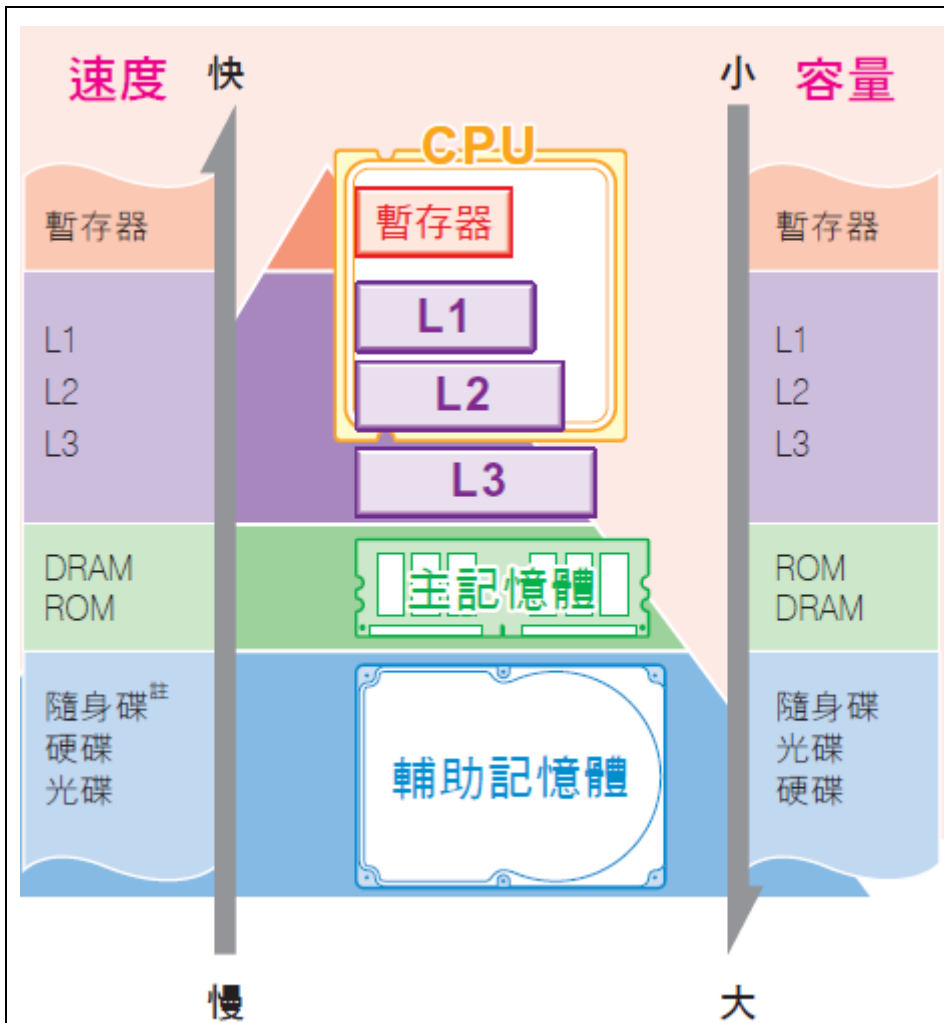 速度
快
小
容量
CPU
暫存器
暫存器
暫存器
L1
L1
L1
L2
L2
L2
L3
L3
L3
DRAM
ROM
主記憶體
ROM
DRAM
隨身碟註
硬碟
光碟
輔助記憶體
隨身碟
光碟
硬碟
慢
大